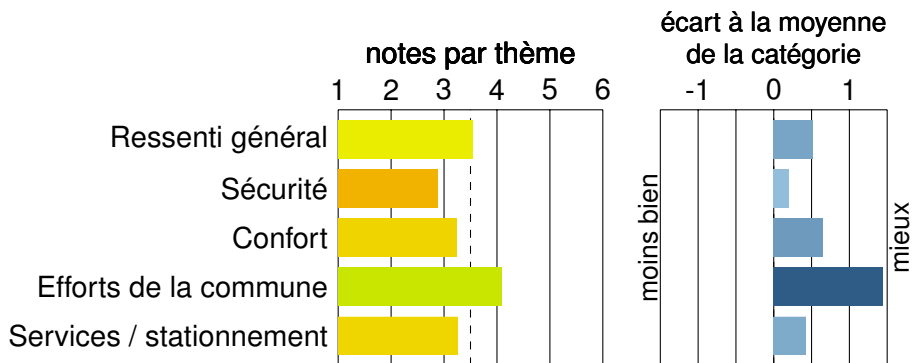 notes par thème
1 2 3 4 5 6
écart à la moyenne
de la catégorie
-1 0 1
Ressenti général
Sécurité
Confort
Efforts de la commune
Services / stationnement
moins bien
mieux